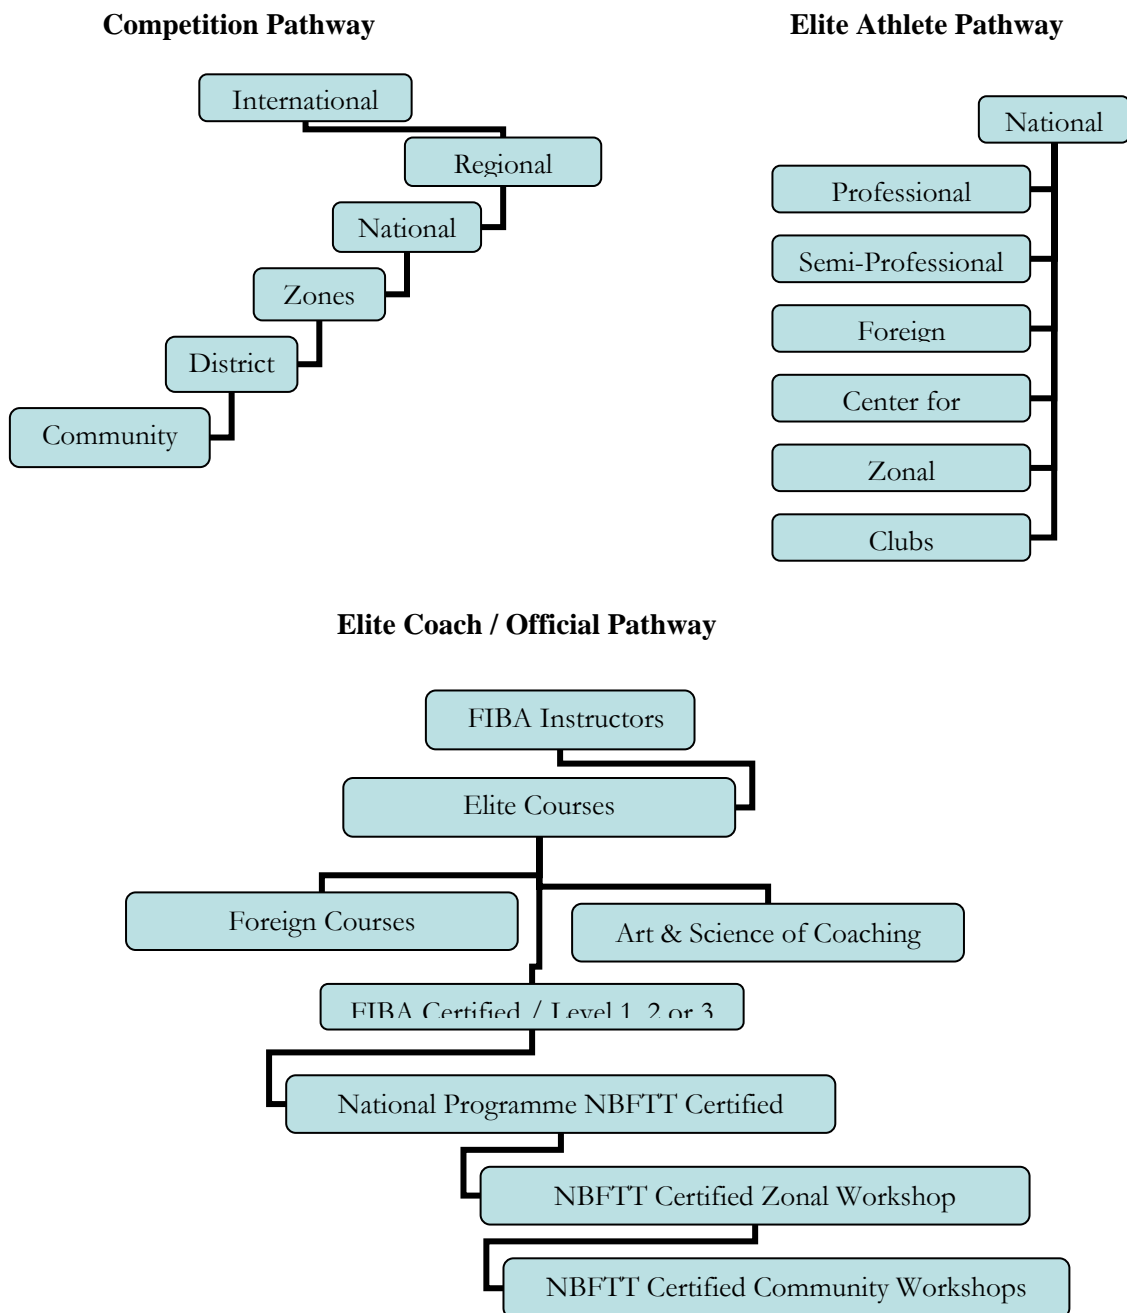 Competition Pathway
Elite Athlete Pathway
International
Regional
National
Zones
District
Community
National
Professional
Semi-Professional
Foreign
Center for
Zonal
Clubs
Elite Coach / Official Pathway
FIBA Instructors
Elite Courses
Foreign Courses
Art & Science of Coaching
FIBA Certified / Level 1, 2 or 3
National Programme NBFTT Certified
NBFTT Certified Zonal Workshop
NBFTT Certified Community Workshops